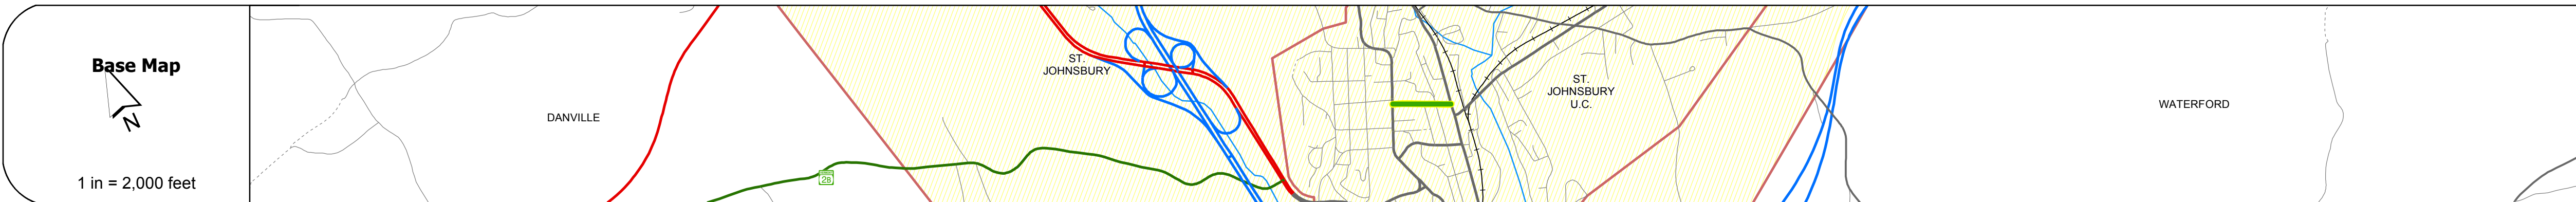 Base Map
N
1 in = 2,000 feet
DANVILLE
2B
ST.
JOHNSBURY
ST.
JOHNSBURY
U.C.
WATERFORD